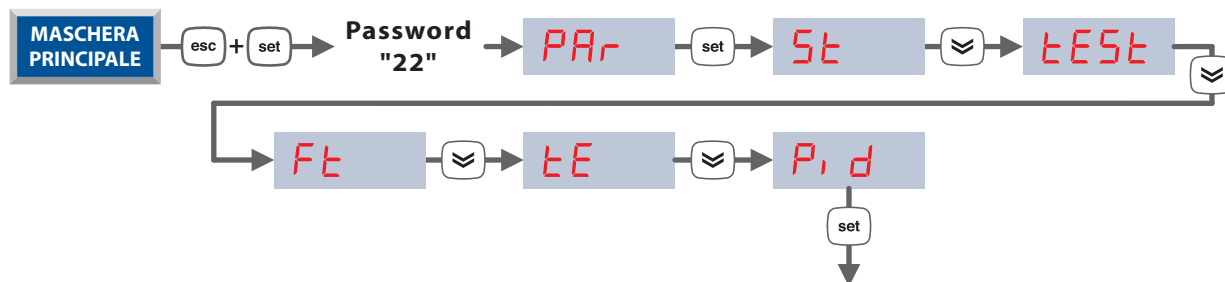 MASCHERA
PRINCIPALE
esc + set
Password
"22"
PAr
set
St
tESt
Ft
tE
Pid
set